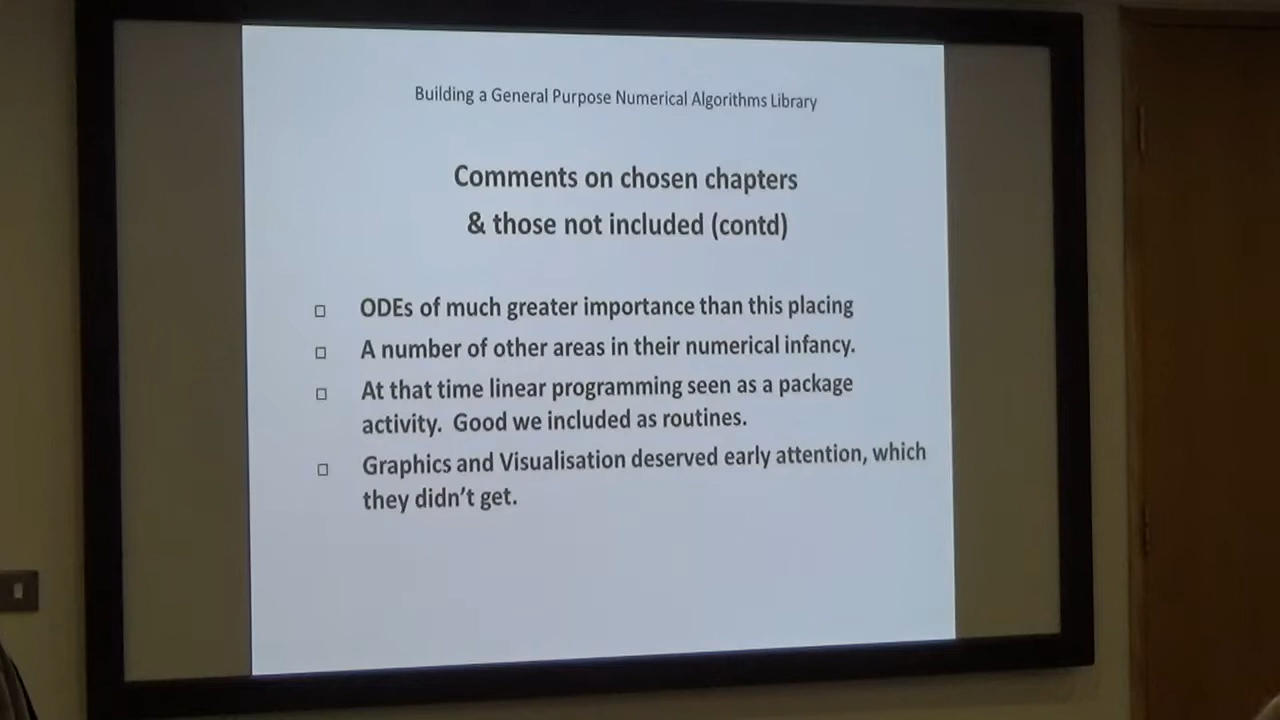 Building a General Purpose Numerical Algorithms Library
Comments on chosen chapters
& those not included (contd)
ODEs of much greater importance than this placing
A number of other areas in their numerical infancy.
At that time linear programming seen as a package
activity.  Good we included as routines.
Graphics and Visualisation deserved early attention, which
they didn’t get.